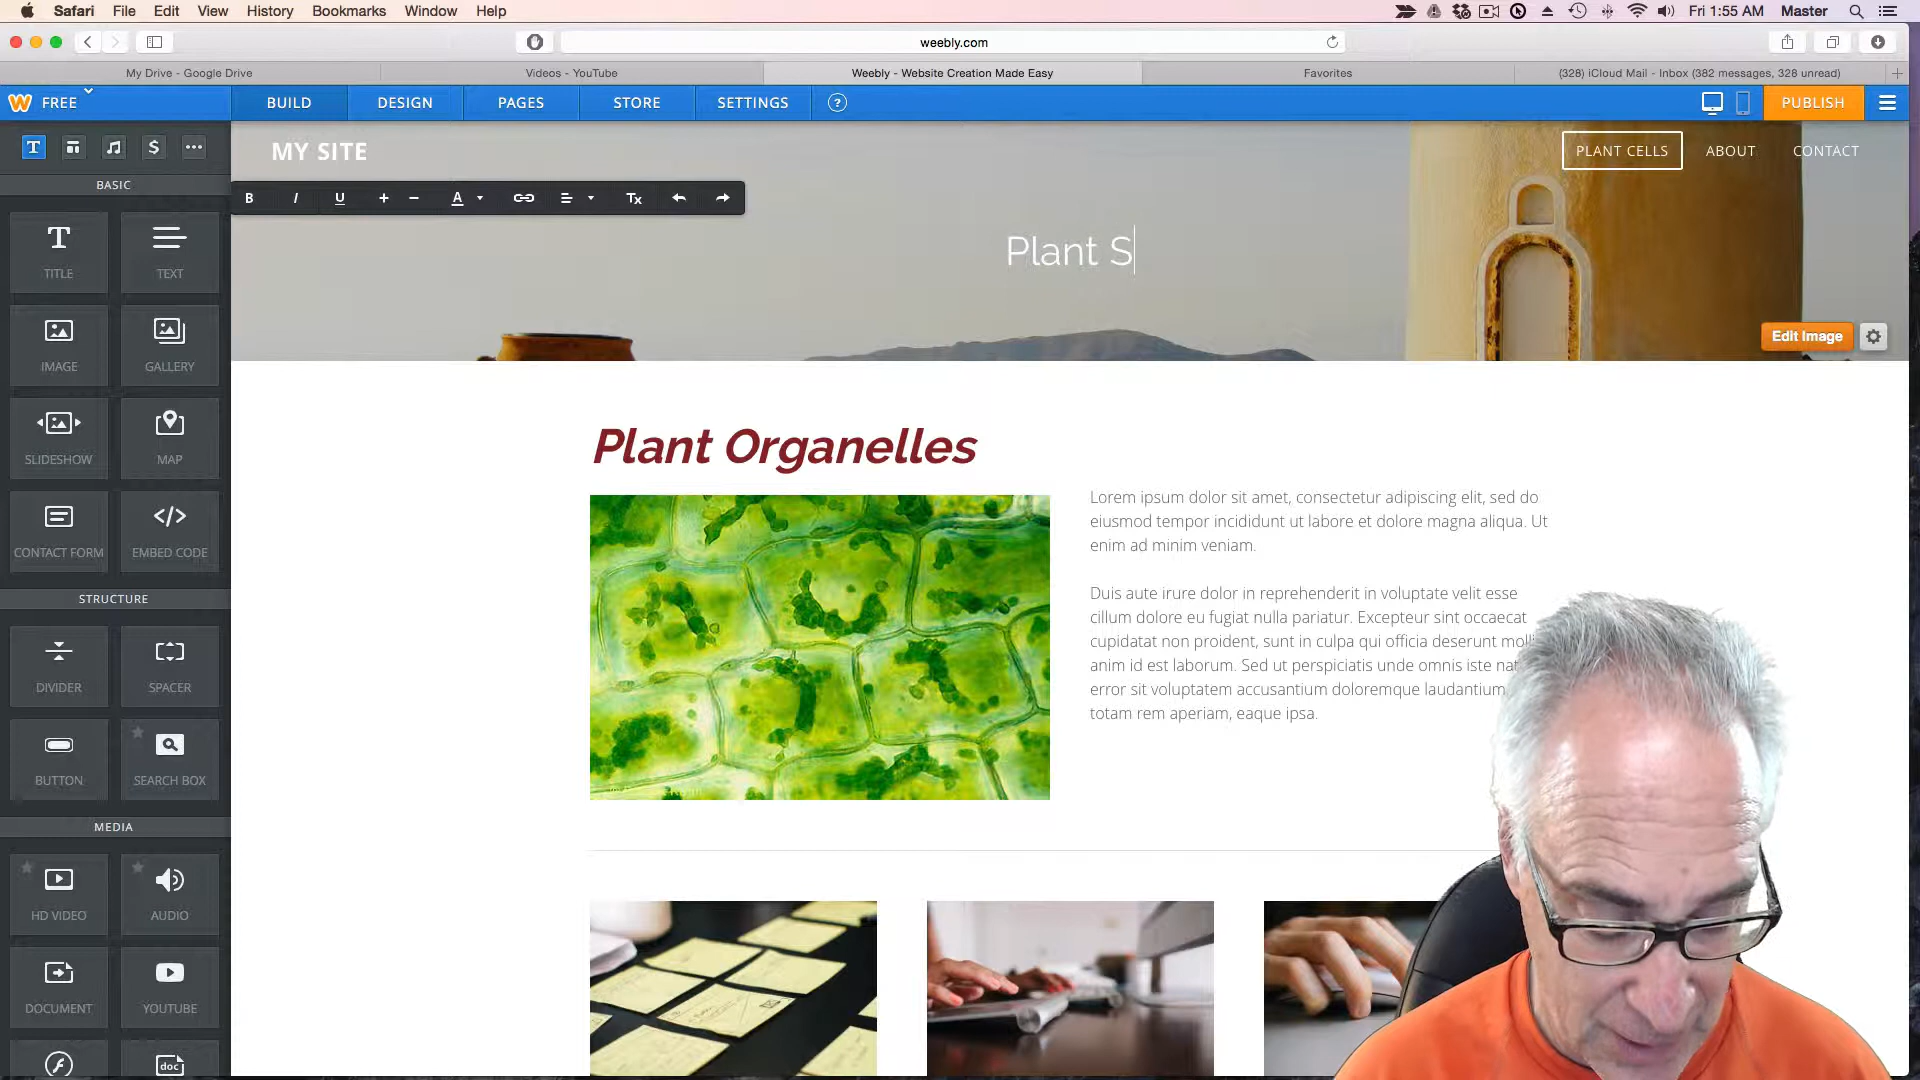 Safari File Edit View History Bookmarks Window Help Fri 1:55 AM Master
weebly.com
My Drive - Google Drive Videos - YouTube Weebly - Website Creation Made Easy Favorites (328) iCloud Mail - Inbox (382 messages, 328 unread)
W FREE BUILD DESIGN PAGES STORE SETTINGS ? PUBLISH
T $
BASIC
TITLE TEXT
IMAGE GALLERY
SLIDESHOW MAP
CONTACT FORM EMBED CODE
STRUCTURE
DIVIDER SPACER
BUTTON SEARCH BOX
MEDIA
HD VIDEO AUDIO
DOCUMENT YOUTUBE
doc
MY SITE PLANT CELLS ABOUT CONTACT
B I U + − A Tx
Plant S
Edit Image
Plant Organelles
Lorem ipsum dolor sit amet, consectetur adipiscing elit, sed do
eiusmod tempor incididunt ut labore et dolore magna aliqua. Ut
enim ad minim veniam.
Duis aute irure dolor in reprehenderit in voluptate velit esse
cillum dolore eu fugiat nulla pariatur. Excepteur sint occaecat
cupidatat non proident, sunt in culpa qui officia deserunt molli
anim id est laborum. Sed ut perspiciatis unde omnis iste nat
error sit voluptatem accusantium doloremque laudantium
totam rem aperiam, eaque ipsa.